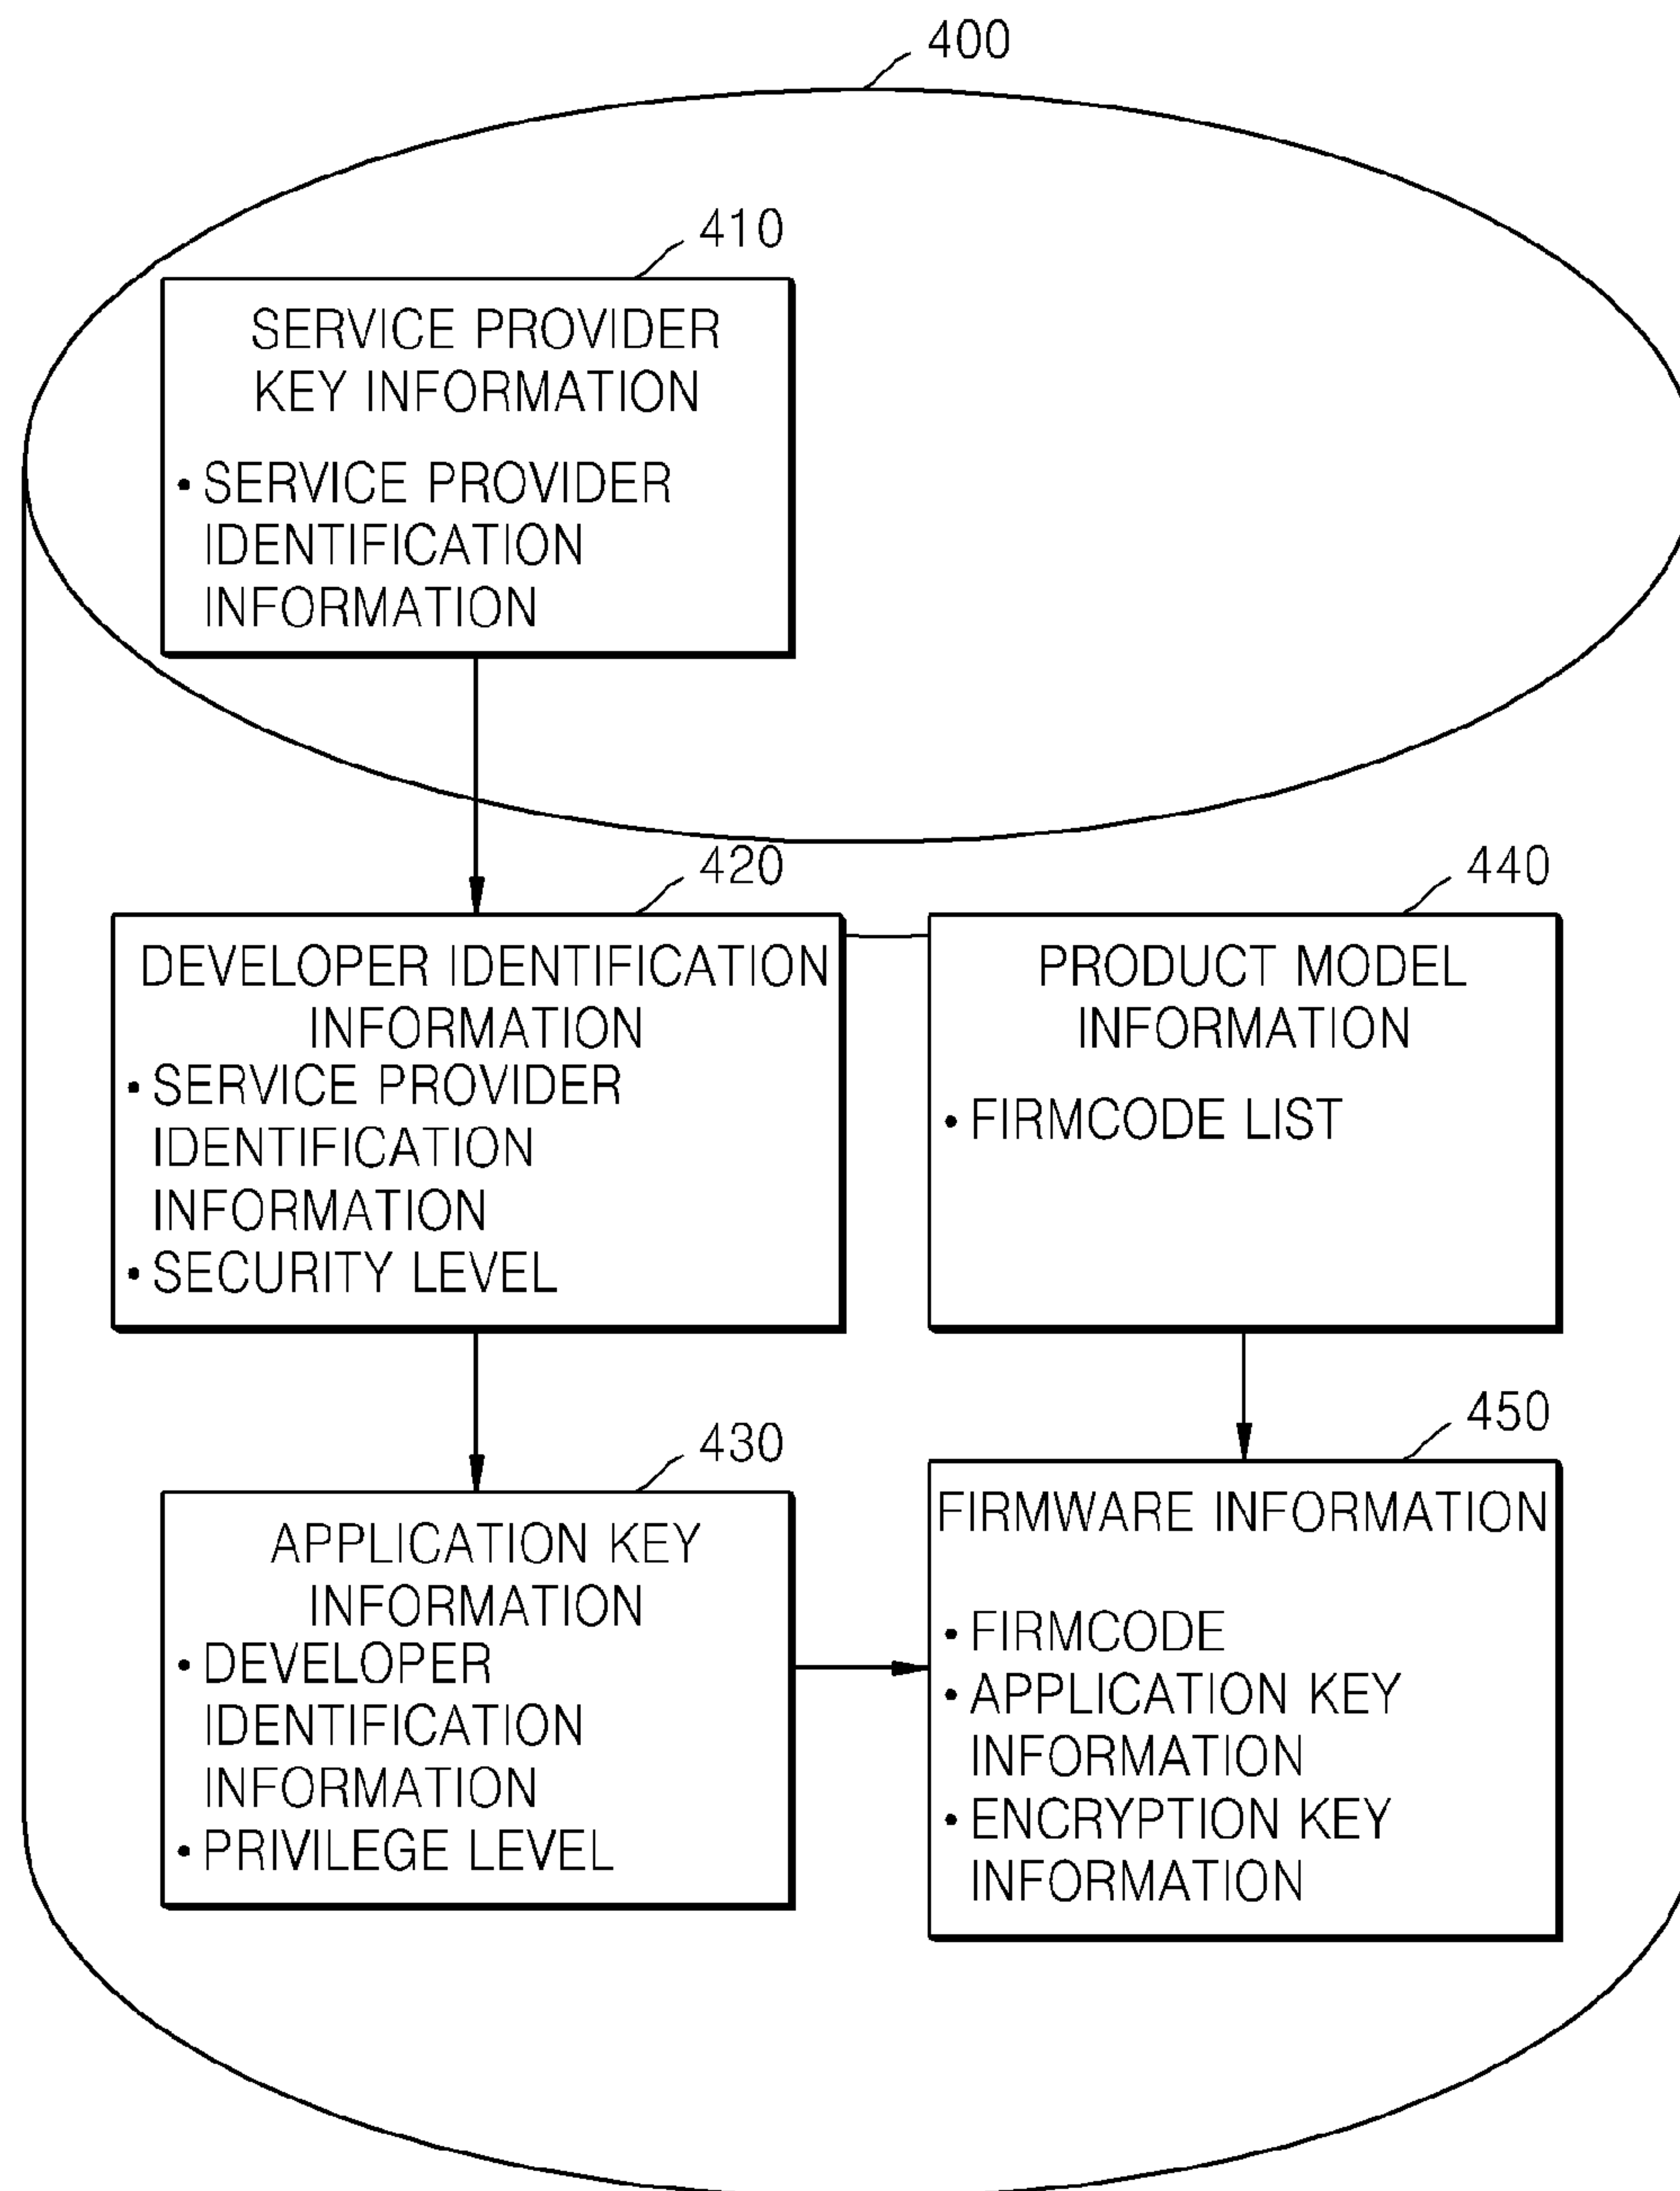 400
410
SERVICE PROVIDER
KEY INFORMATION
• SERVICE PROVIDER
IDENTIFICATION
INFORMATION
420
DEVELOPER IDENTIFICATION
INFORMATION
• SERVICE PROVIDER
IDENTIFICATION
INFORMATION
• SECURITY LEVEL
440
PRODUCT MODEL
INFORMATION
• FIRMCODE LIST
430
APPLICATION KEY
INFORMATION
• DEVELOPER
IDENTIFICATION
INFORMATION
• PRIVILEGE LEVEL
450
FIRMWARE INFORMATION
• FIRMCODE
• APPLICATION KEY
INFORMATION
• ENCRYPTION KEY
INFORMATION